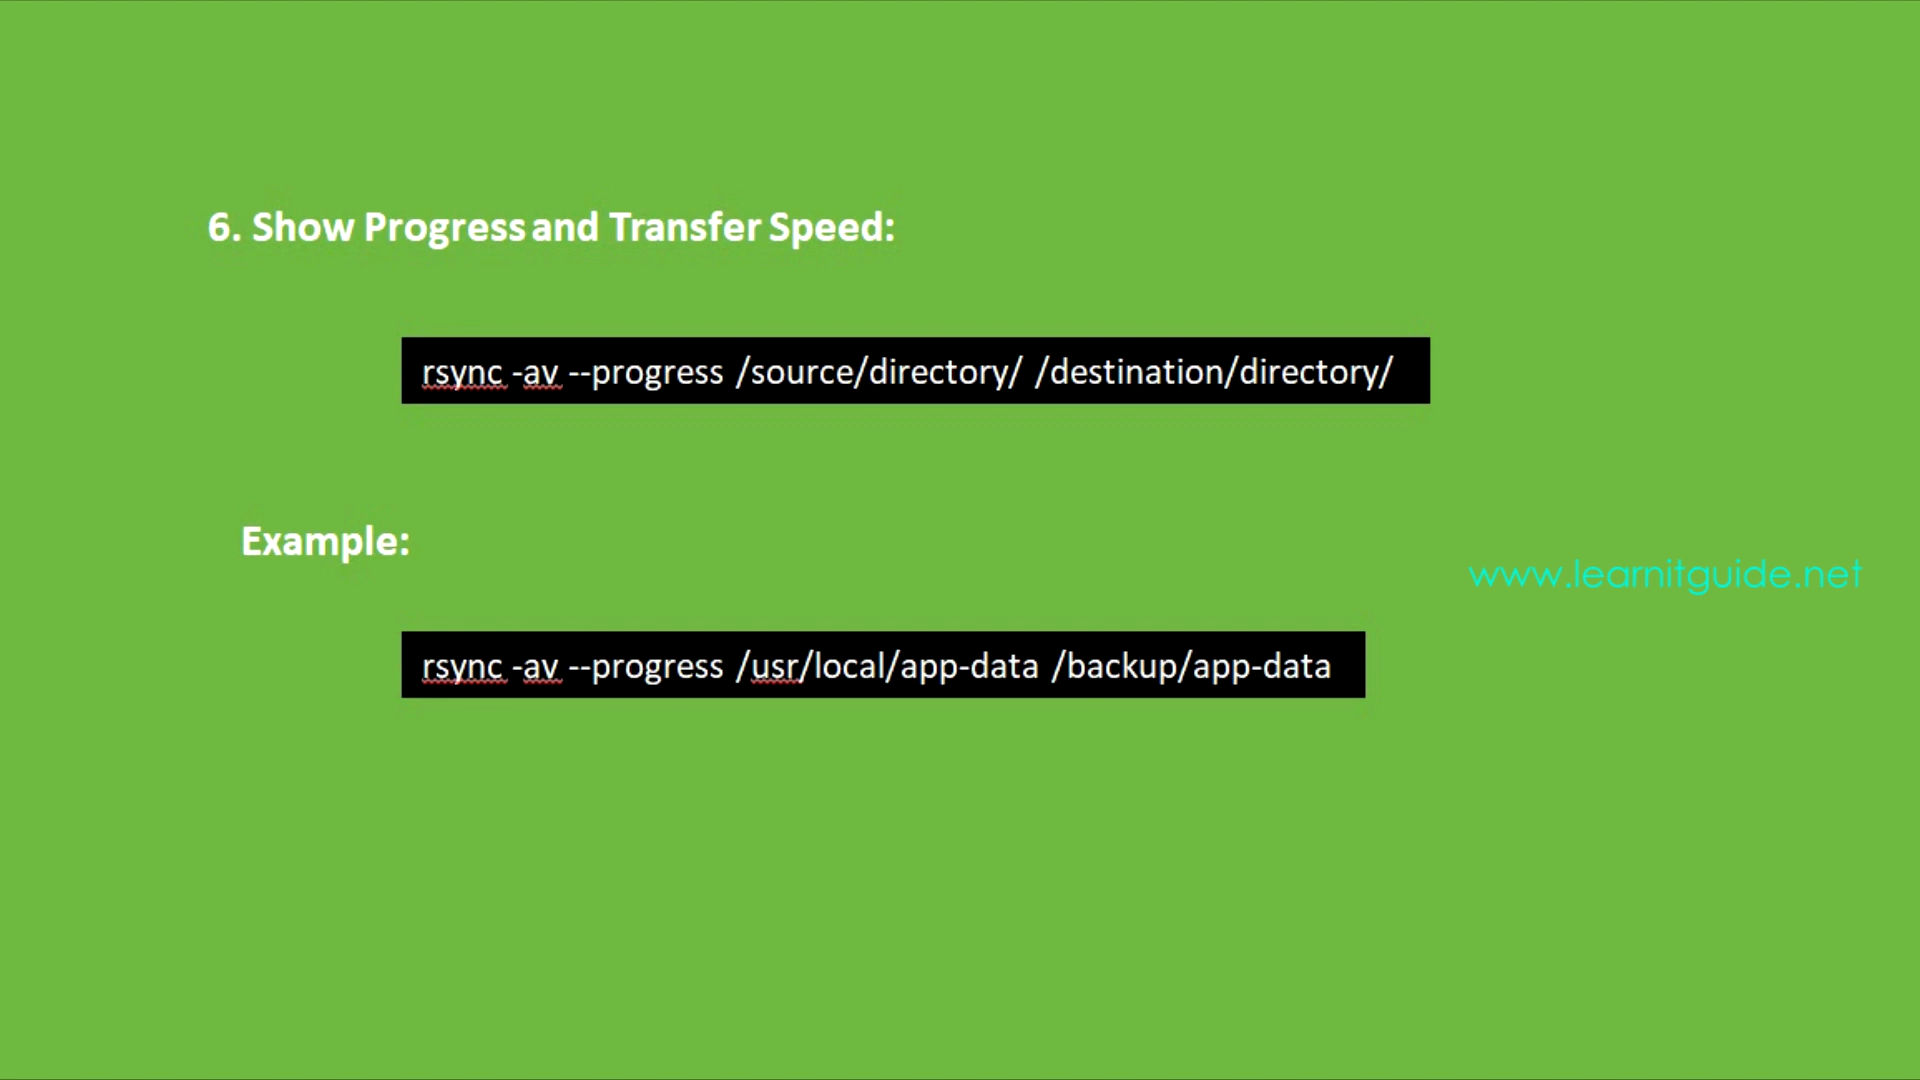 6. Show Progress and Transfer Speed:
rsync -av --progress /source/directory/ /destination/directory/
Example:
www.learnitguide.net
rsync -av --progress /usr/local/app-data /backup/app-data